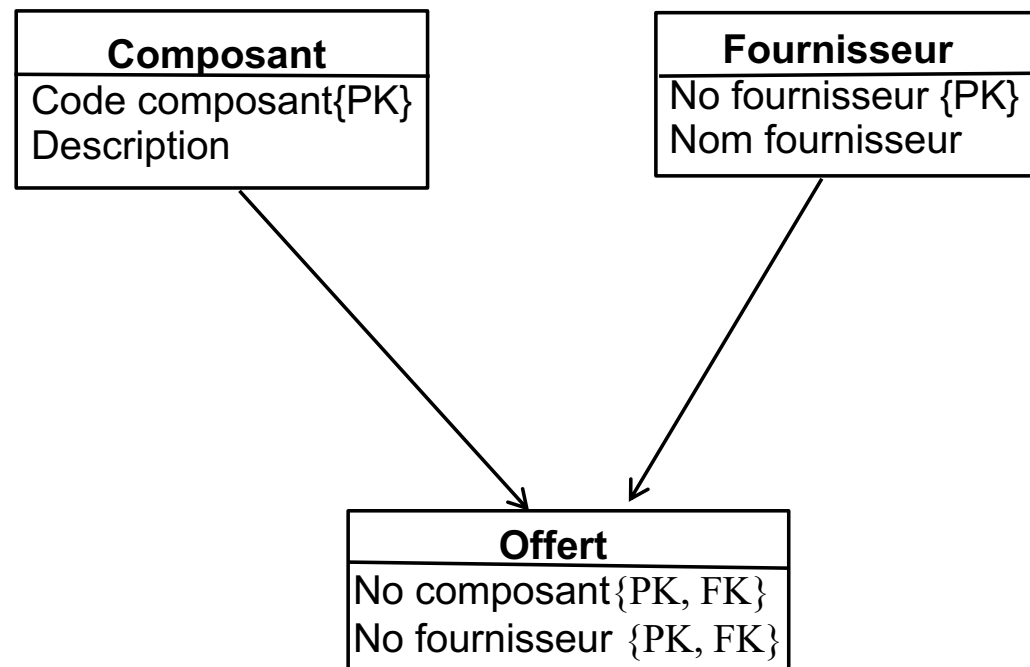 Composant
Code composant{PK}
Description
Fournisseur
No fournisseur {PK}
Nom fournisseur
Offert
No composant{PK, FK}
No fournisseur {PK, FK}